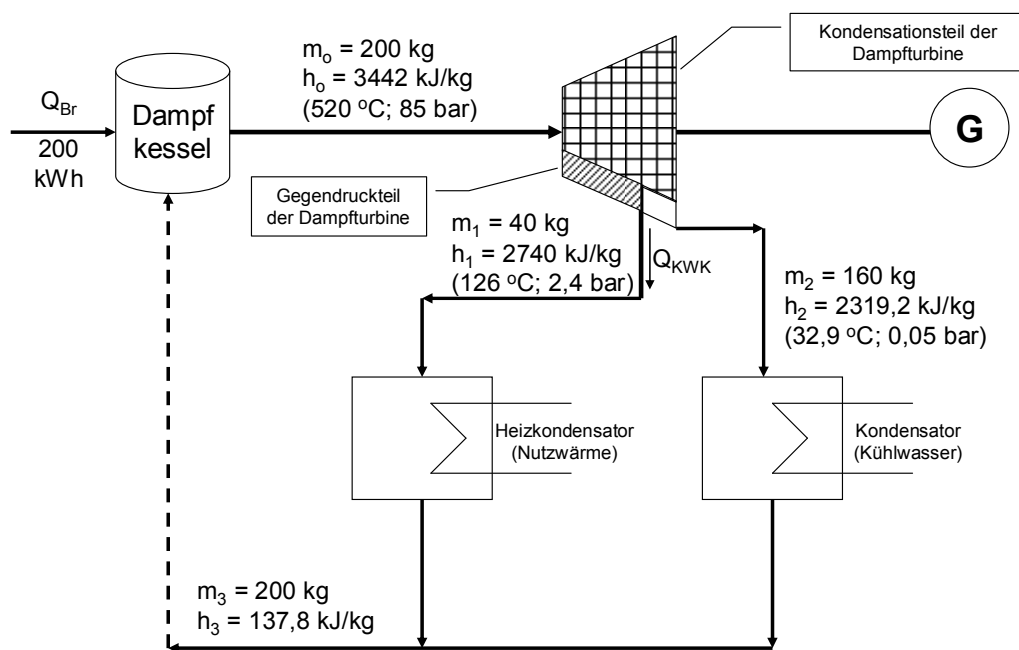 Q_Br
200
kWh
Dampf
kessel
m_o = 200 kg
h_o = 3442 kJ/kg
(520 °C; 85 bar)
Kondensationsteil der
Dampfturbine
G
Gegendruckteil
der Dampfturbine
m_1 = 40 kg
h_1 = 2740 kJ/kg
(126 °C; 2,4 bar)
Q_KWK
m_2 = 160 kg
h_2 = 2319,2 kJ/kg
(32,9 °C; 0,05 bar)
Heizkondensator
(Nutzwärme)
Kondensator
(Kühlwasser)
m_3 = 200 kg
h_3 = 137,8 kJ/kg